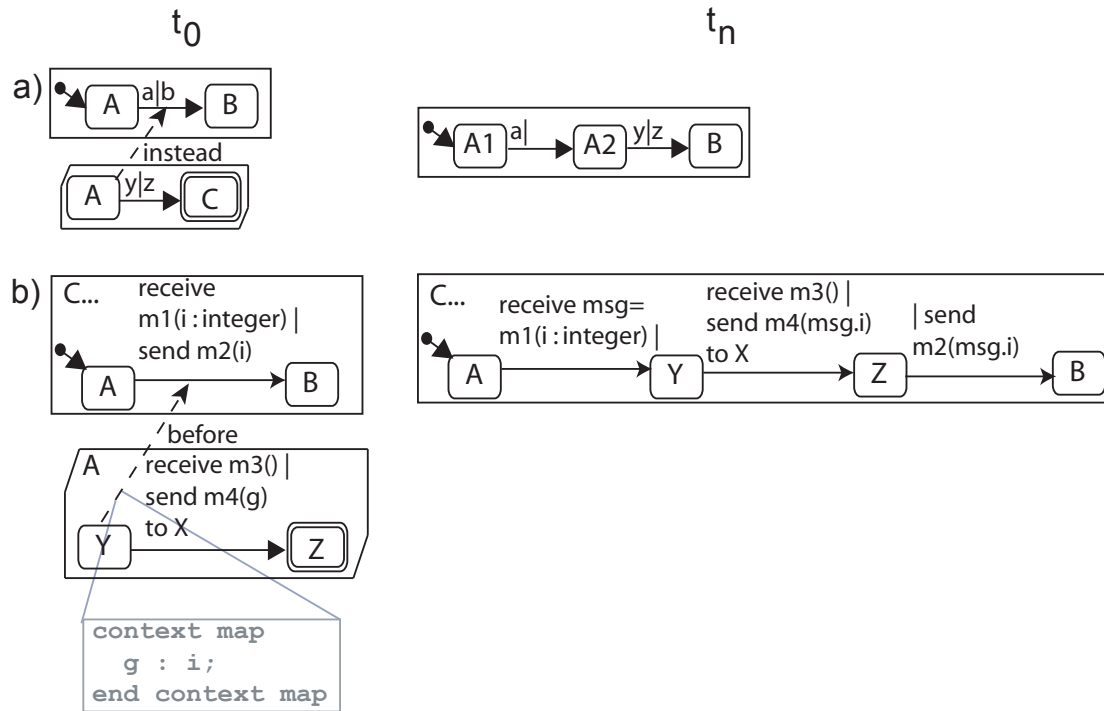 t0
tn
a)
A
a|b
B
instead
A
y|z
C
A1
a|
A2
y|z
B
b)
C...
receive
m1(i : integer) |
send m2(i)
A
B
before
A
receive m3() |
send m4(g)
to X
Y
Z
context map
g : i;
end context map
C...
receive msg=
m1(i : integer) |
receive m3() |
send m4(msg.i)
to X
| send
m2(msg.i)
A
Y
Z
B